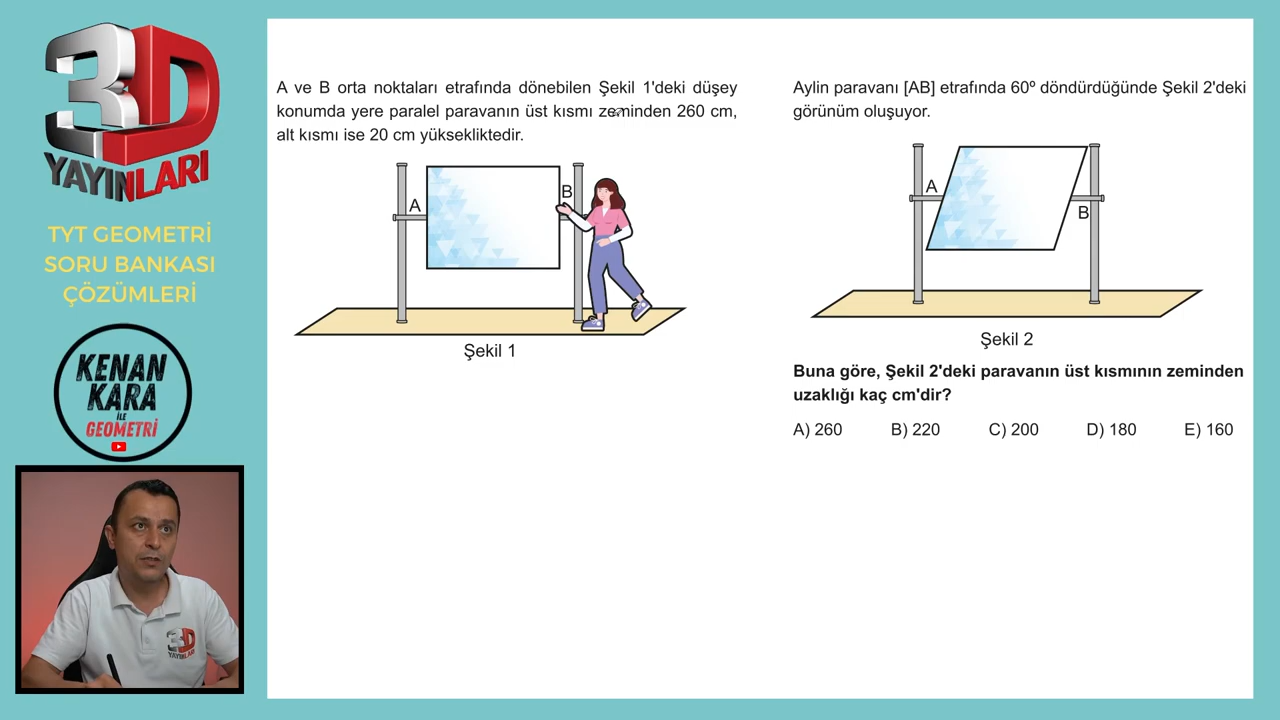 3D
YAYINLARI
TYT GEOMETRİ
SORU BANKASI
ÇÖZÜMLERİ
KENAN
KARA
İLE
GEOMETRİ
3D
YAYINLARI
A ve B orta noktaları etrafında dönebilen Şekil 1'deki düşey
konumda yere paralel paravanın üst kısmı zeminden 260 cm,
alt kısmı ise 20 cm yüksekliktedir.
A
B
Şekil 1
Aylin paravanı [AB] etrafında 60º döndürdüğünde Şekil 2'deki
görünüm oluşuyor.
A
B
Şekil 2
Buna göre, Şekil 2'deki paravanın üst kısmının zeminden
uzaklığı kaç cm'dir?
A) 260 B) 220 C) 200 D) 180 E) 160